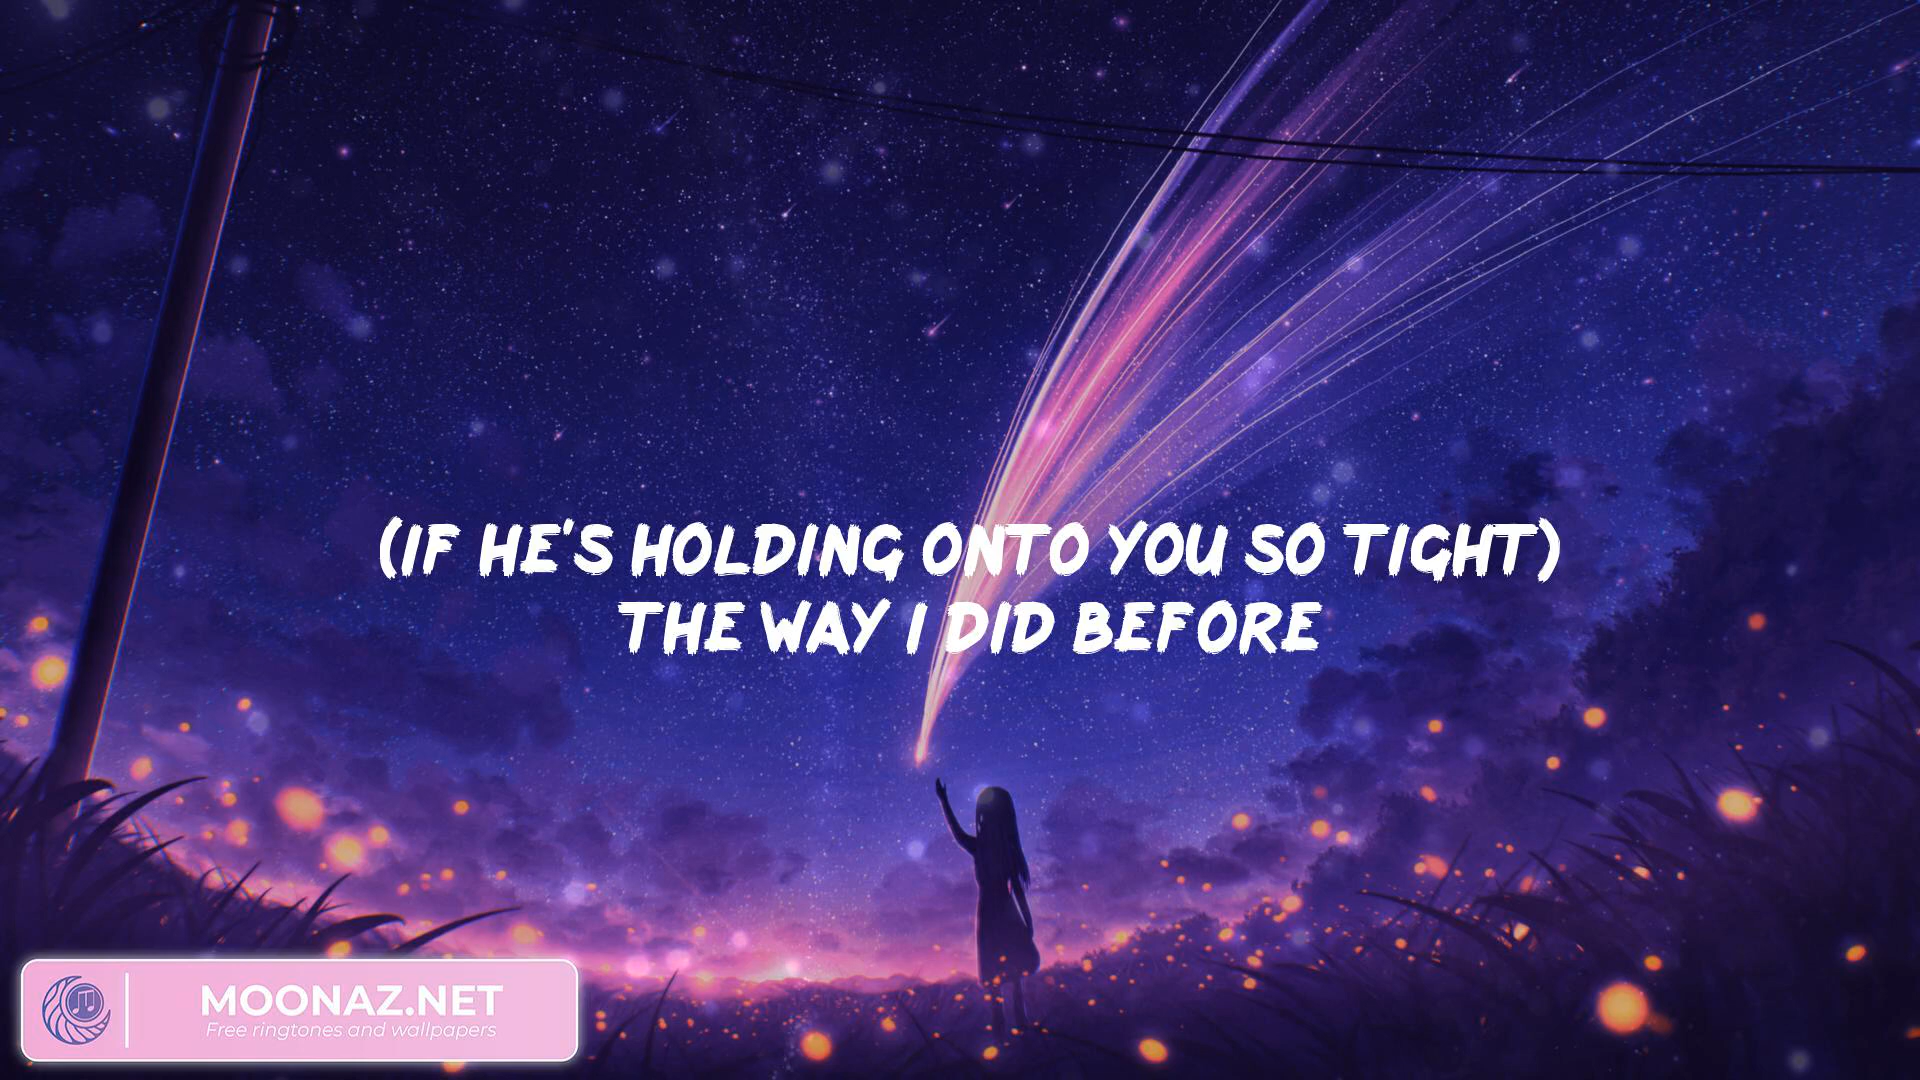 (IF HE'S HOLDING ONTO YOU SO TIGHT)
THE WAY I DID BEFORE
MOONAZ.NET
Free ringtones and wallpapers